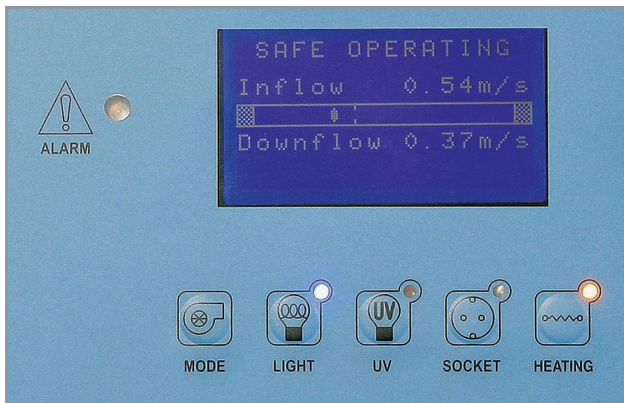 SAFE OPERATING
Inflow 0.54m/s
Downflow 0.37m/s
ALARM
UV
MODE LIGHT UV SOCKET HEATING